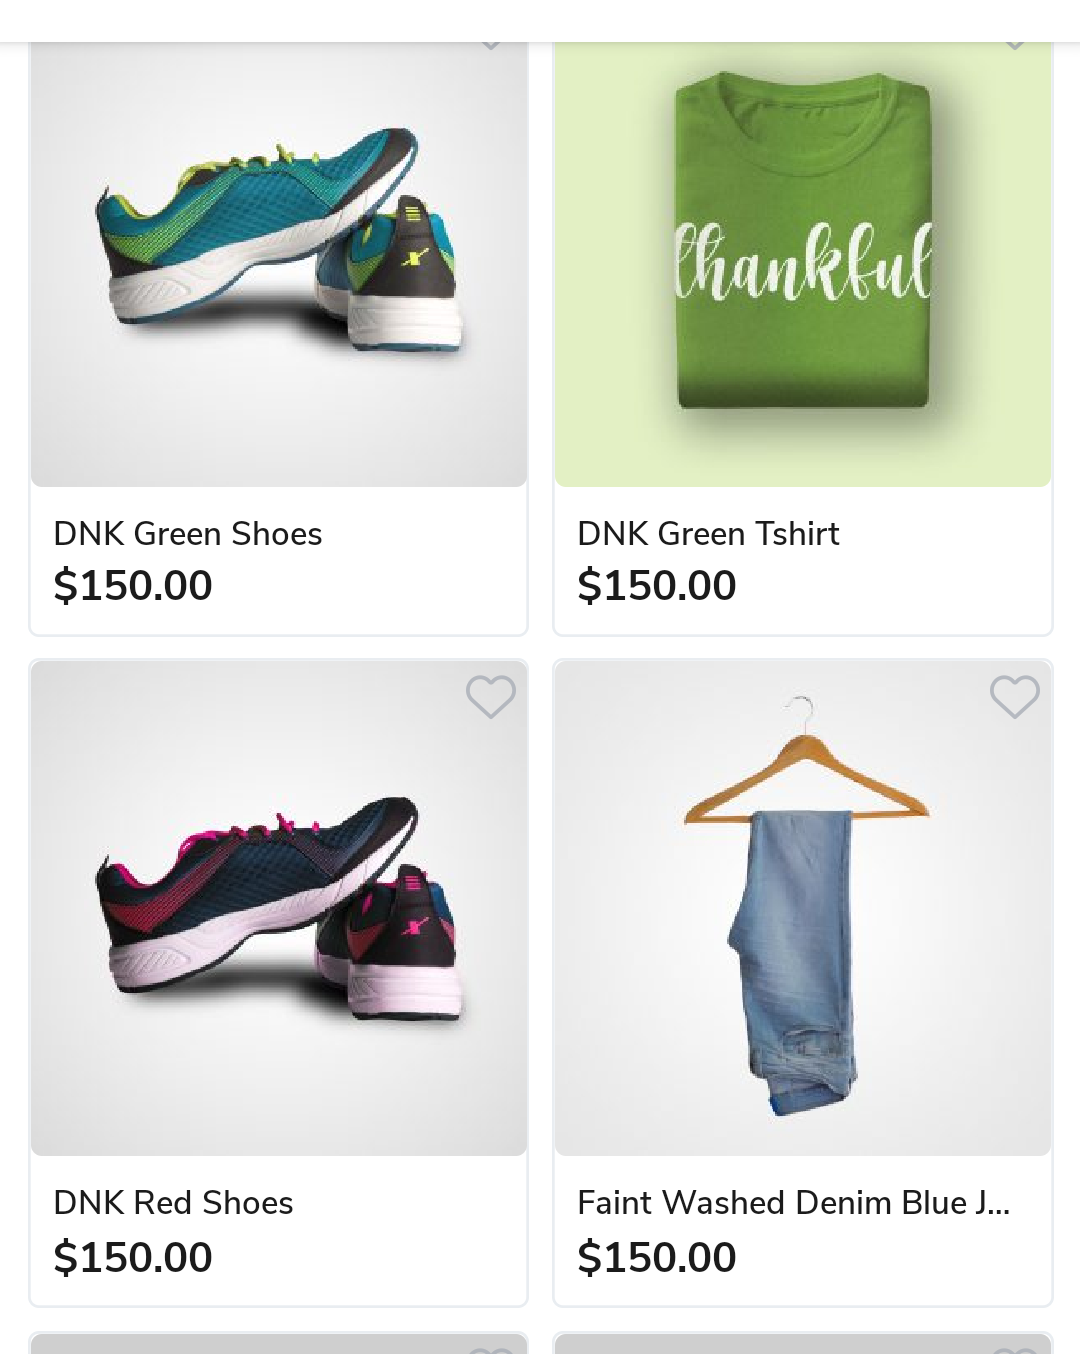 thankful
DNK Green Shoes
$150.00
DNK Green Tshirt
$150.00
DNK Red Shoes
$150.00
Faint Washed Denim Blue J...
$150.00